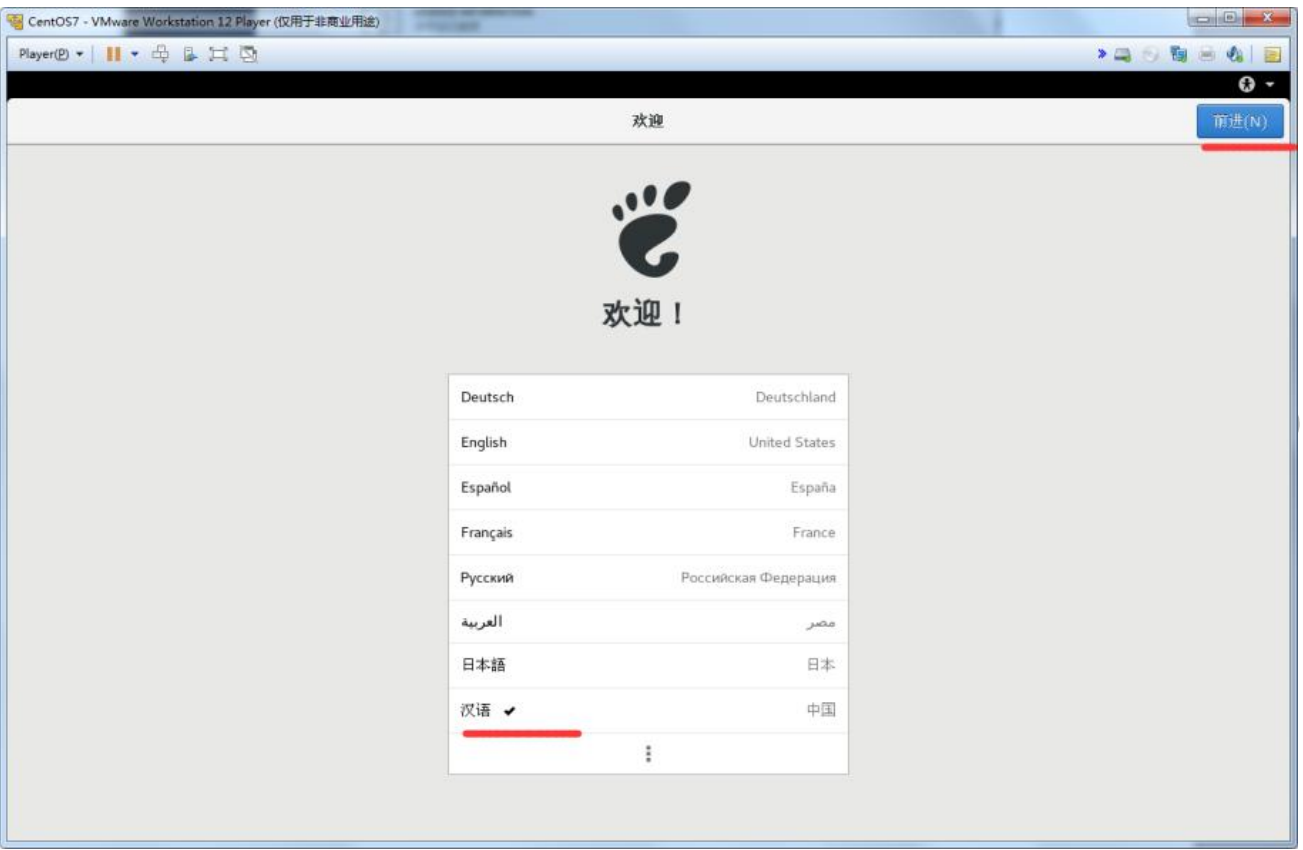 CentOS7 - VMware Workstation 12 Player (仅用于非商业用途)
Player(P)
欢迎
前进(N)
欢迎！
Deutsch Deutschland
English United States
Español España
Français France
Русский Российская Федерация
العربية مصر
日本語 日本
汉语 中国